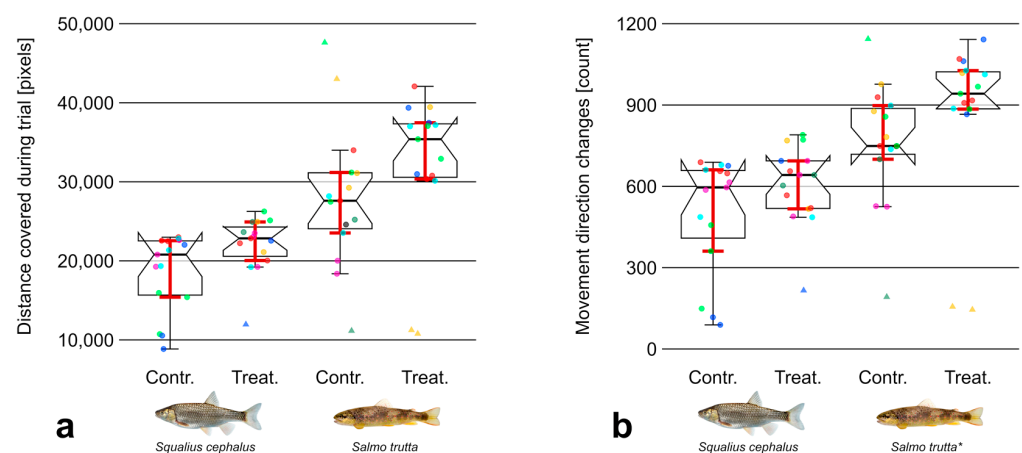 Distance covered during trial [pixels]
50,000
40,000
30,000
20,000
10,000
Contr.
Treat.
Contr.
Treat.
a
Squalius cephalus
Salmo trutta
Movement direction changes [count]
1200
900
600
300
0
Contr.
Treat.
Contr.
Treat.
b
Squalius cephalus
Salmo trutta*